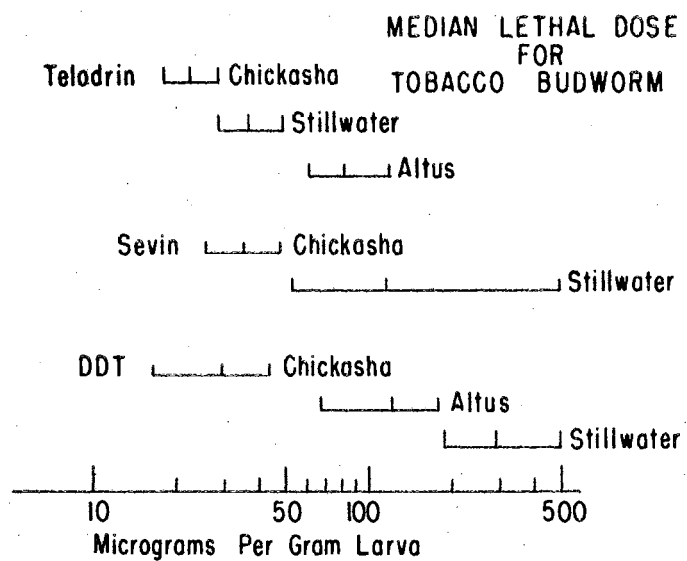 MEDIAN LETHAL DOSE
FOR
TOBACCO BUDWORM
Telodrin Chickasha
Stillwater
Altus
Sevin Chickasha
Stillwater
DDT Chickasha
Altus
Stillwater
10 50 100 500
Micrograms Per Gram Larva